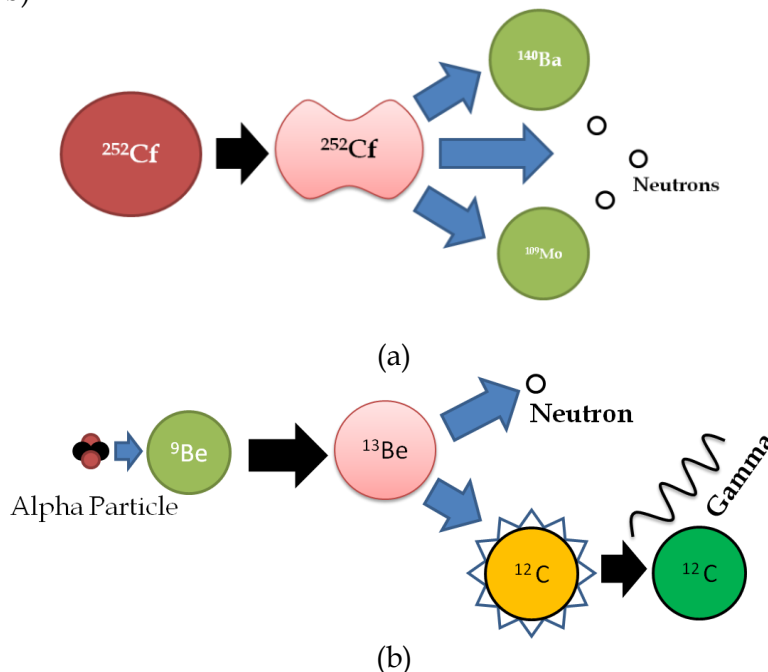 ¹⁴⁰Ba
²⁵²Cf
²⁵²Cf
Neutrons
¹⁰⁹Mo
(a)
Neutron
⁹Be
¹³Be
Alpha Particle
Gamma
¹²C
¹²C
(b)